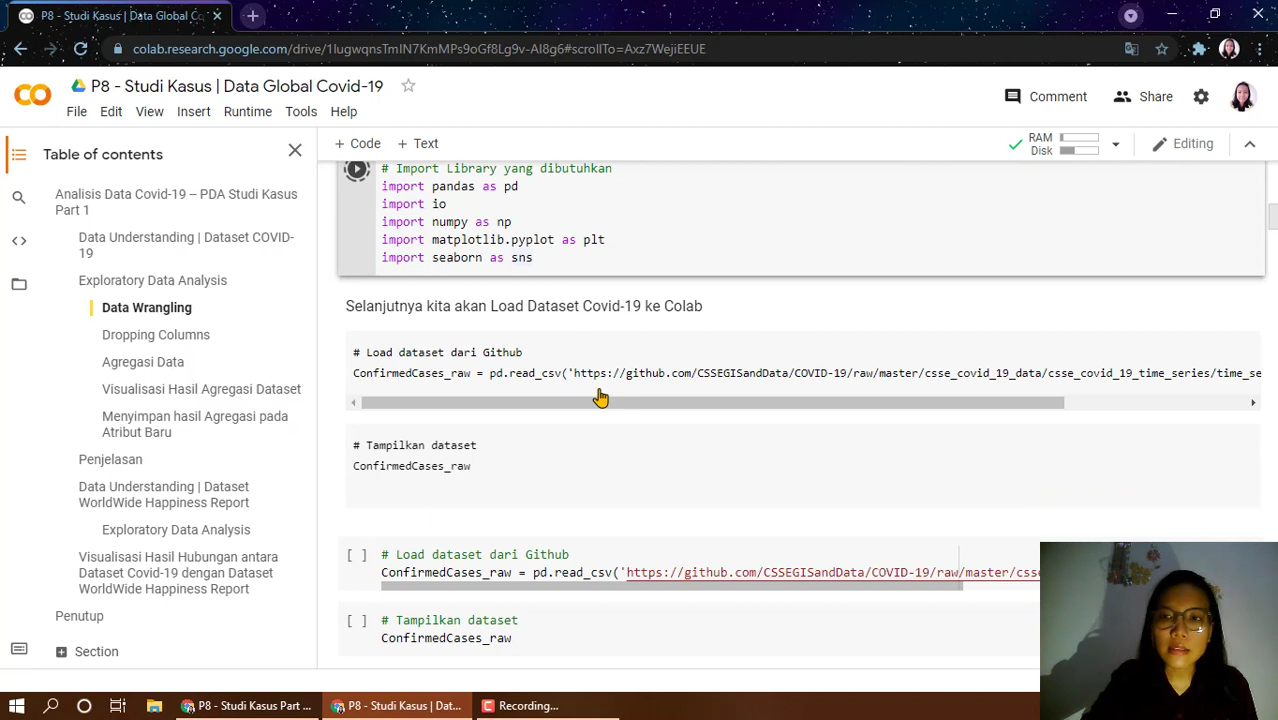 P8 - Studi Kasus | Data Global Co
colab.research.google.com/drive/1lugwqnsTmIN7KmMPs9oGf8Lg9v-AI8g6#scrollTo=Axz7WejiEEUE
P8 - Studi Kasus | Data Global Covid-19
File Edit View Insert Runtime Tools Help
Comment
Share
Table of contents
Analisis Data Covid-19 – PDA Studi Kasus
Part 1
Data Understanding | Dataset COVID-
19
Exploratory Data Analysis
Data Wrangling
Dropping Columns
Agregasi Data
Visualisasi Hasil Agregasi Dataset
Menyimpan hasil Agregasi pada
Atribut Baru
Penjelasan
Data Understanding | Dataset
WorldWide Happiness Report
Exploratory Data Analysis
Visualisasi Hasil Hubungan antara
Dataset Covid-19 dengan Dataset
WorldWide Happiness Report
Penutup
Section
+ Code + Text
RAM
Disk
Editing
# Import Library yang dibutuhkan
import pandas as pd
import io
import numpy as np
import matplotlib.pyplot as plt
import seaborn as sns
Selanjutnya kita akan Load Dataset Covid-19 ke Colab
# Load dataset dari Github
ConfirmedCases_raw = pd.read_csv('https://github.com/CSSEGISandData/COVID-19/raw/master/csse_covid_19_data/csse_covid_19_time_series/time_se
# Tampilkan dataset
ConfirmedCases_raw
[ ] # Load dataset dari Github
ConfirmedCases_raw = pd.read_csv('https://github.com/CSSEGISandData/COVID-19/raw/master/csse
[ ] # Tampilkan dataset
ConfirmedCases_raw
P8 - Studi Kasus Part ...
P8 - Studi Kasus | Dat...
Recording...